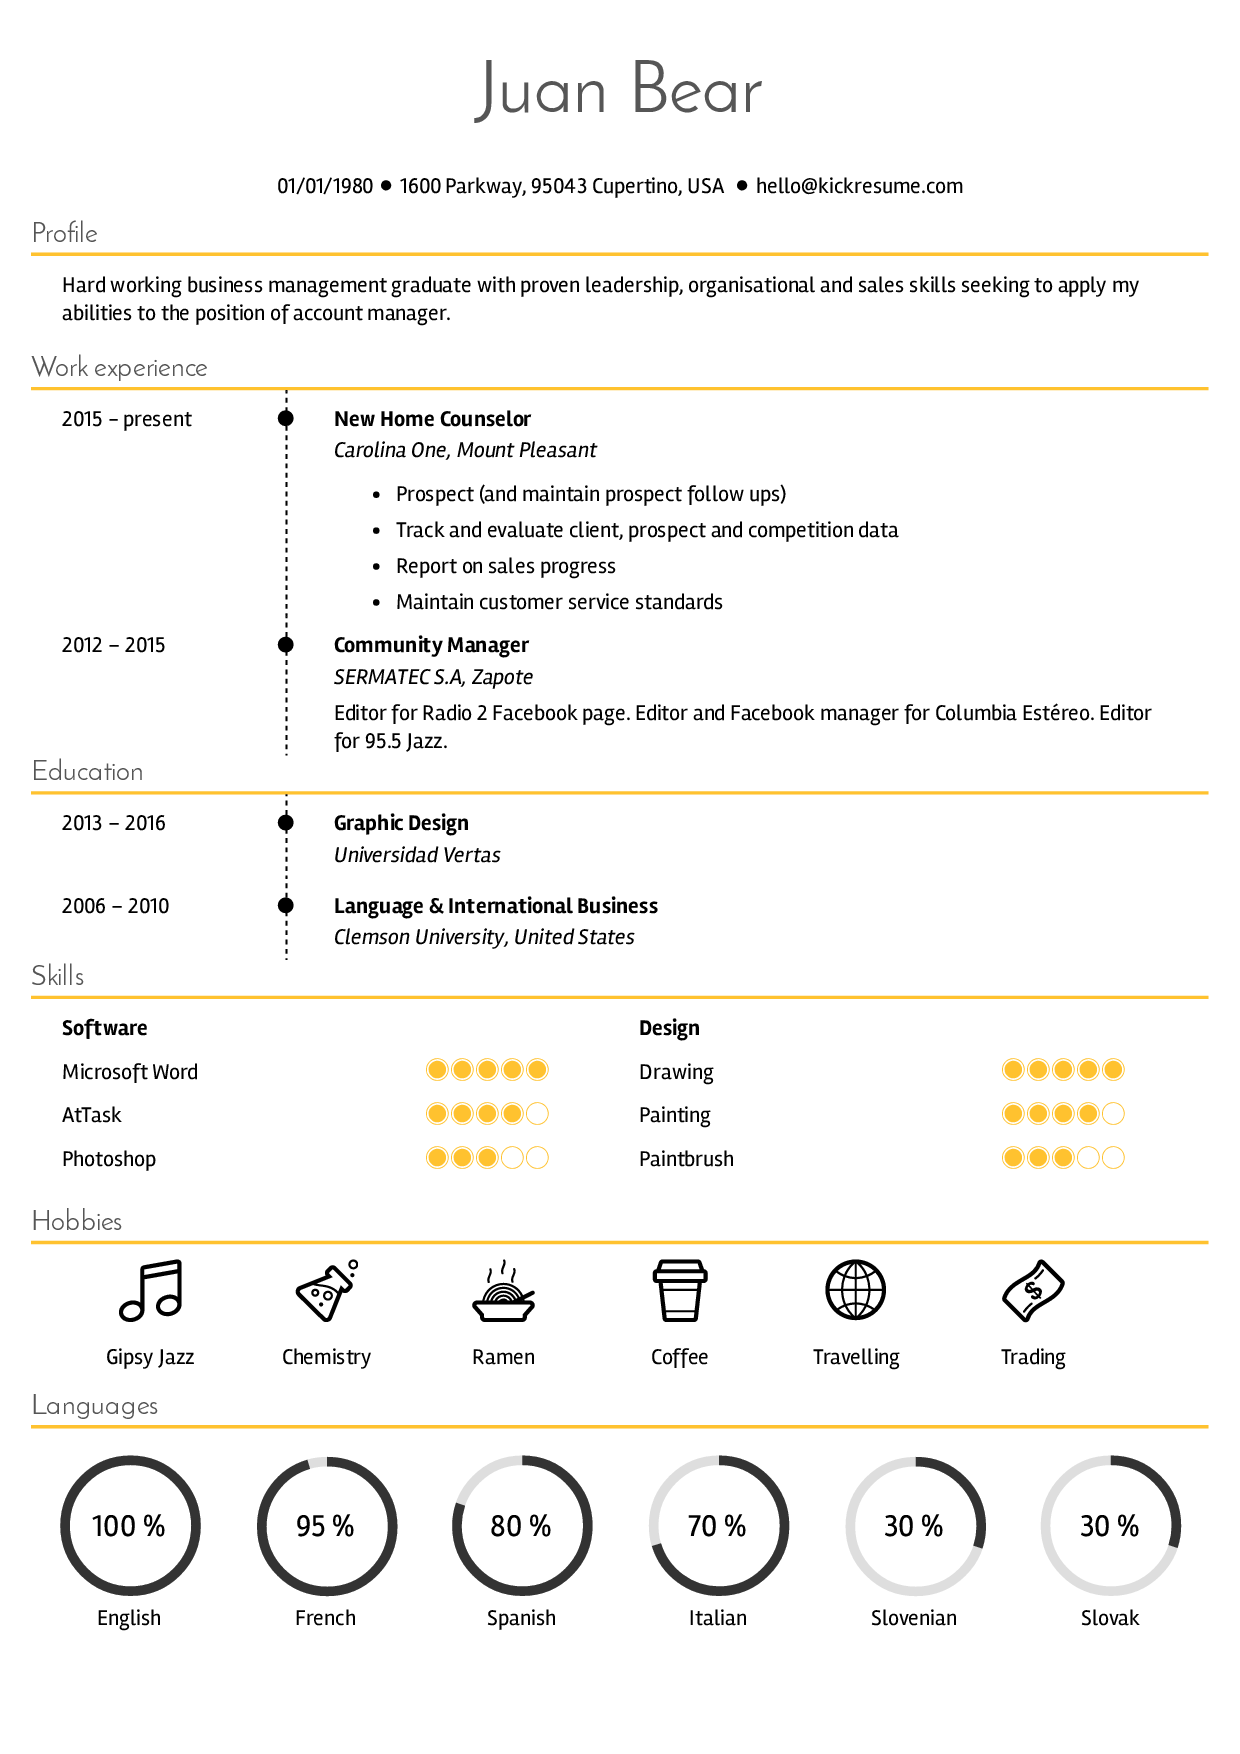 Juan Bear
01/01/1980 ● 1600 Parkway, 95043 Cupertino, USA ● hello@kickresume.com
Profile
Hard working business management graduate with proven leadership, organisational and sales skills seeking to apply my
abilities to the position of account manager.
Work experience
2015 – present
New Home Counselor
Carolina One, Mount Pleasant
• Prospect (and maintain prospect follow ups)
• Track and evaluate client, prospect and competition data
• Report on sales progress
• Maintain customer service standards
2012 – 2015
Community Manager
SERMATEC S.A, Zapote
Editor for Radio 2 Facebook page. Editor and Facebook manager for Columbia Estéreo. Editor
for 95.5 Jazz.
Education
2013 – 2016
Graphic Design
Universidad Vertas
2006 – 2010
Language & International Business
Clemson University, United States
Skills
Software
Microsoft Word
AtTask
Photoshop
Design
Drawing
Painting
Paintbrush
Hobbies
$
Gipsy Jazz
Chemistry
Ramen
Coffee
Travelling
Trading
Languages
100 %
English
95 %
French
80 %
Spanish
70 %
Italian
30 %
Slovenian
30 %
Slovak